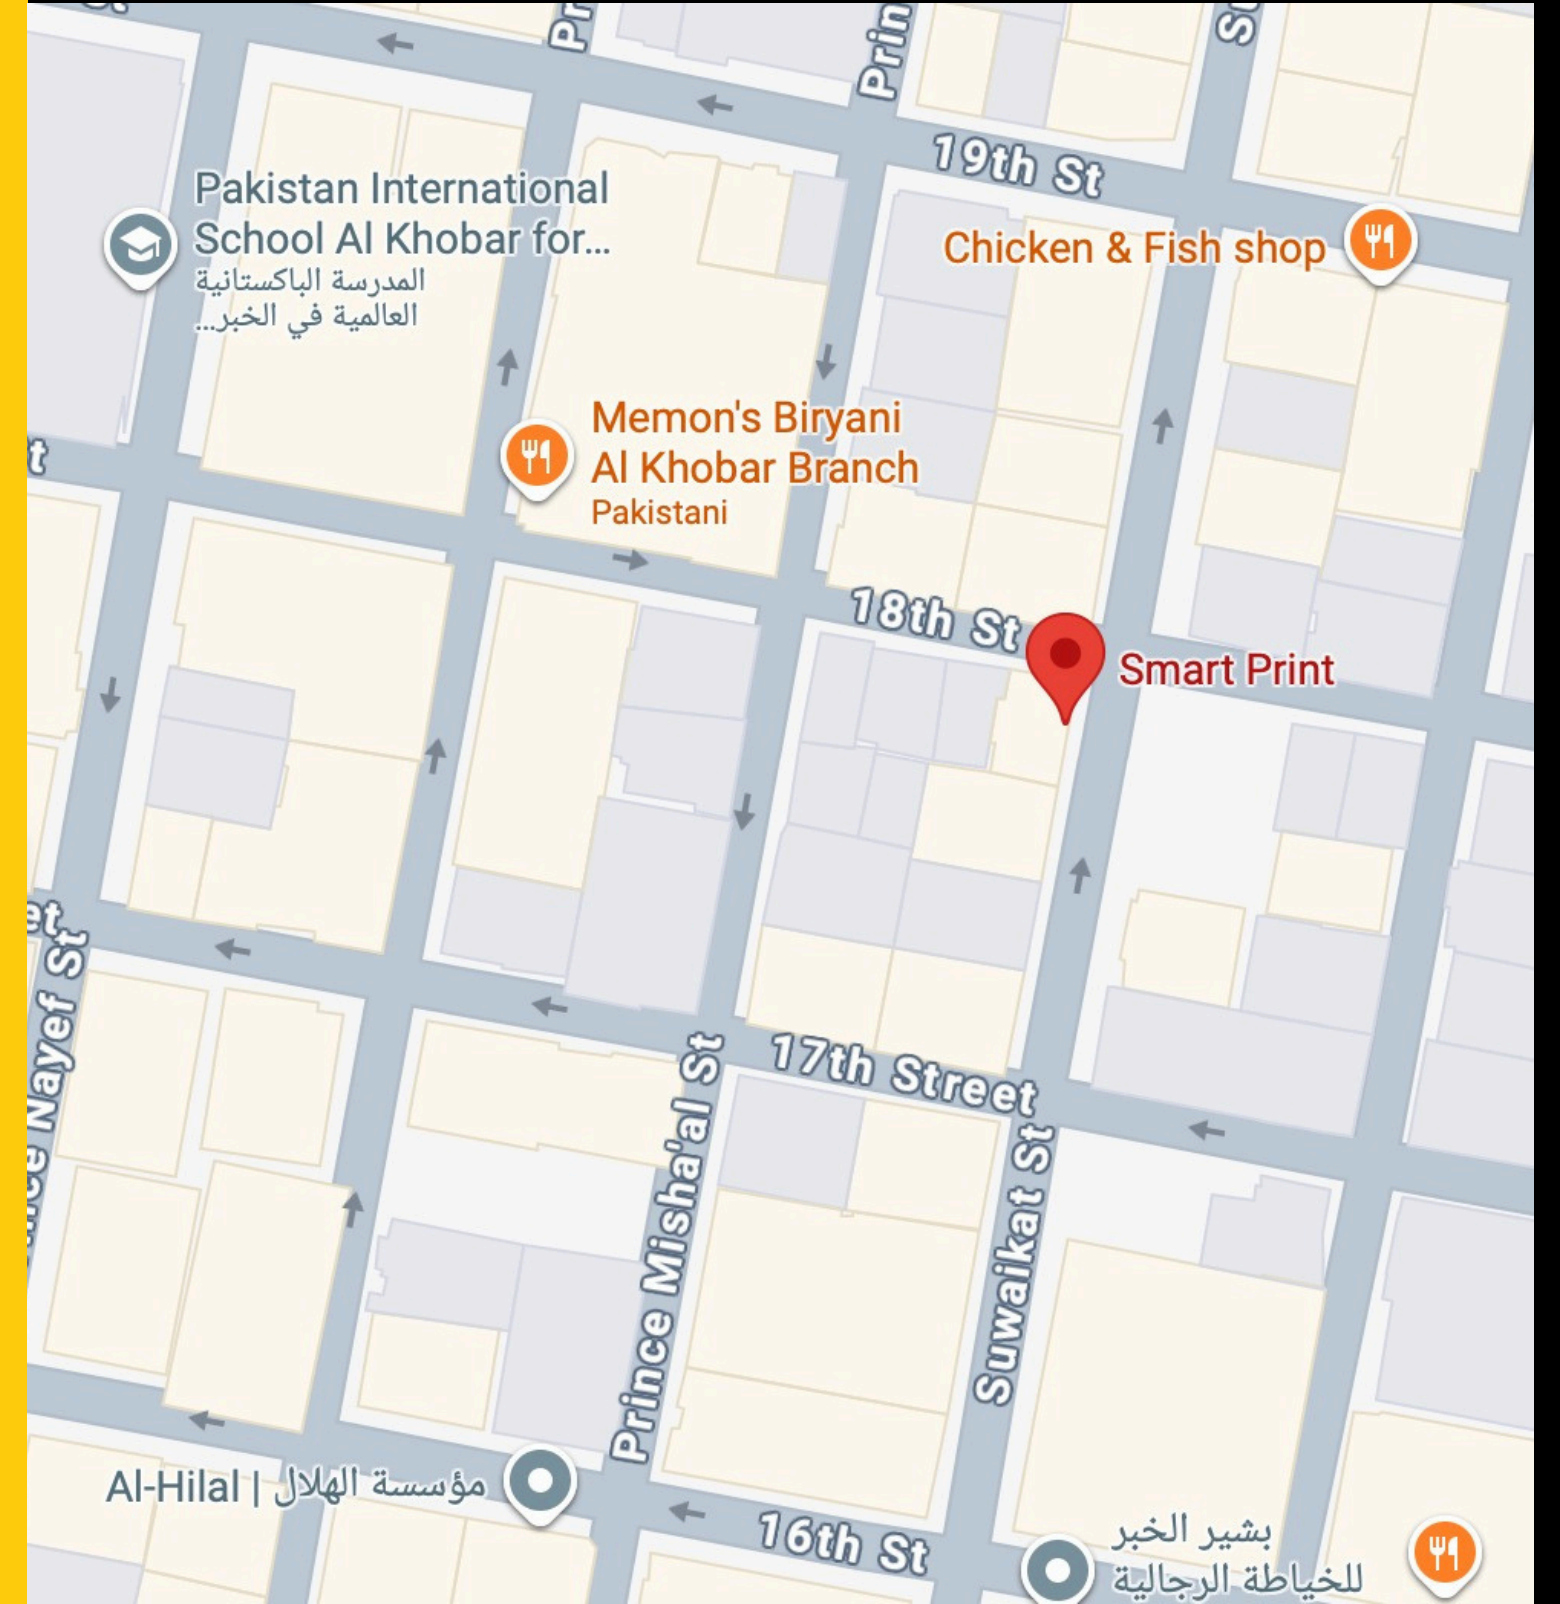 19th St
Pakistan International
School Al Khobar for...
المدرسة الباكستانية
العالمية في الخبر...
Chicken & Fish shop
Memon's Biryani
Al Khobar Branch
Pakistani
18th St
Smart Print
17th Street
Prince Misha'al St
Suwaikat St
Nayef St
Al-Hilal | مؤسسة الهلال
16th St
بشير الخبر
للخياطة الرجالية